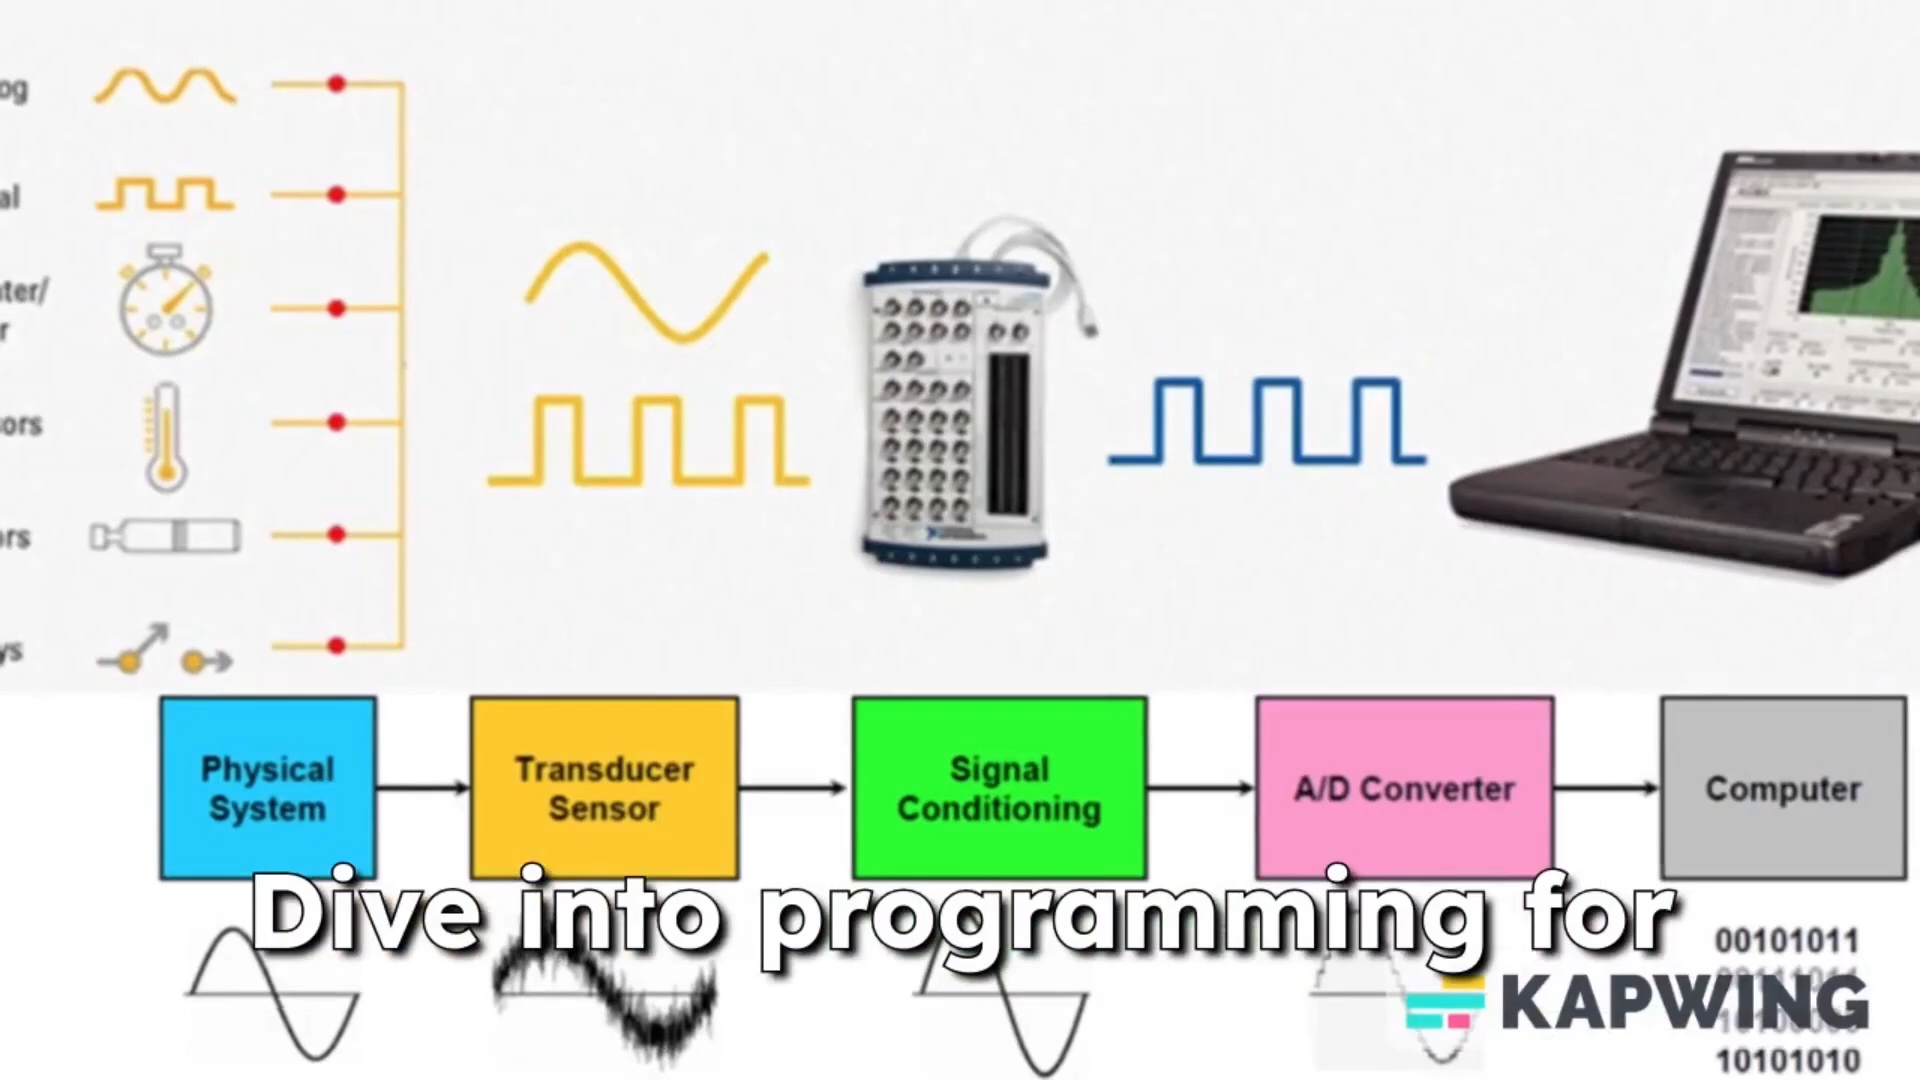 og
al
ter/
r
ors
ors
ys
Physical
System
Transducer
Sensor
Signal
Conditioning
A/D Converter
Computer
Dive into programming for
00101011
KAPWING
10101010